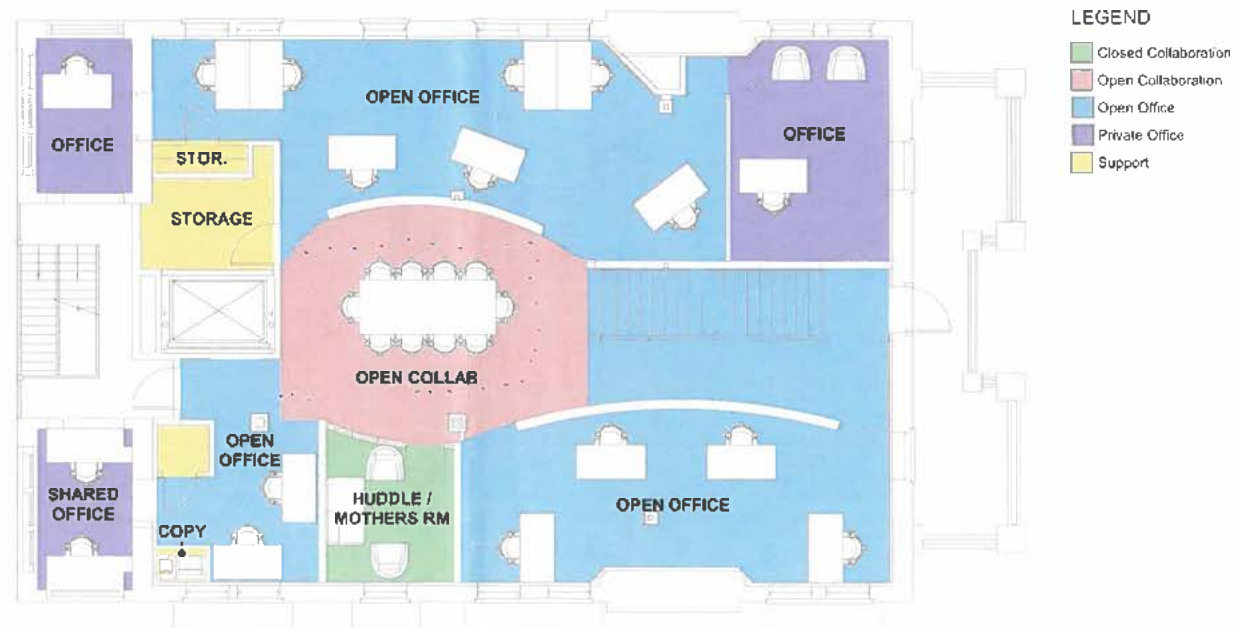 LEGEND
Closed Collaboration
Open Collaboration
Open Office
Private Office
Support
OPEN OFFICE
OFFICE
OFFICE
STOR.
STORAGE
OPEN COLLAB
OPEN
OFFICE
SHARED
OFFICE
HUDDLE /
MOTHERS RM
OPEN OFFICE
COPY